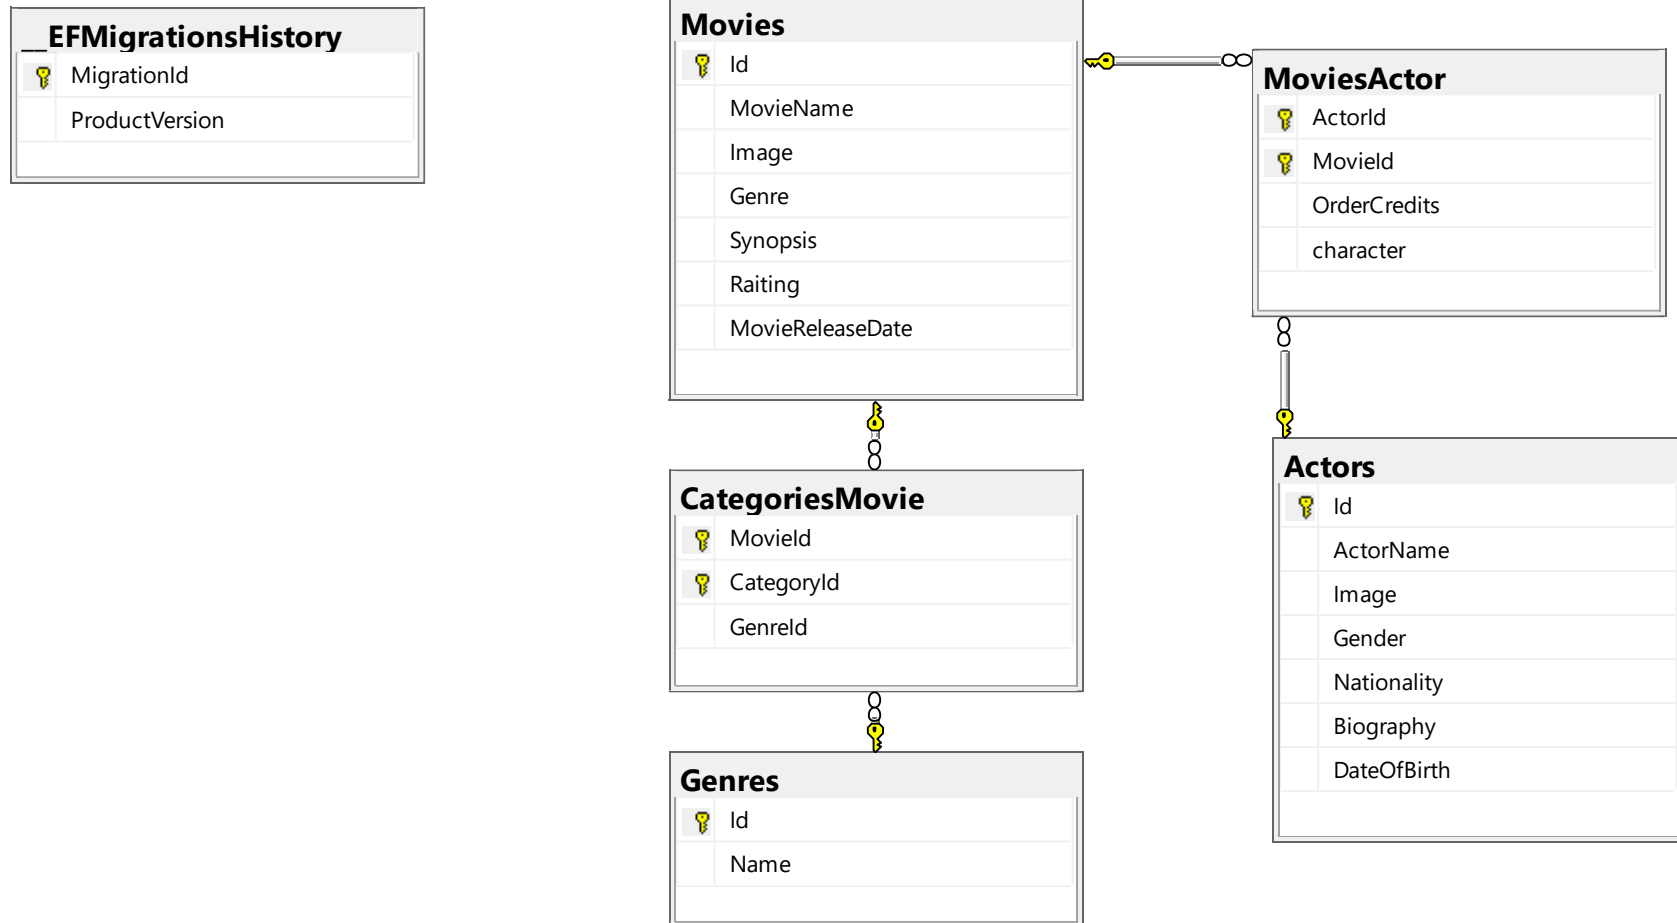 __EFMigrationsHistory
MigrationId
ProductVersion
Movies
Id
MovieName
Image
Genre
Synopsis
Raiting
MovieReleaseDate
MoviesActor
ActorId
MovieId
OrderCredits
character
CategoriesMovie
MovieId
CategoryId
GenreId
Actors
Id
ActorName
Image
Gender
Nationality
Biography
DateOfBirth
Genres
Id
Name